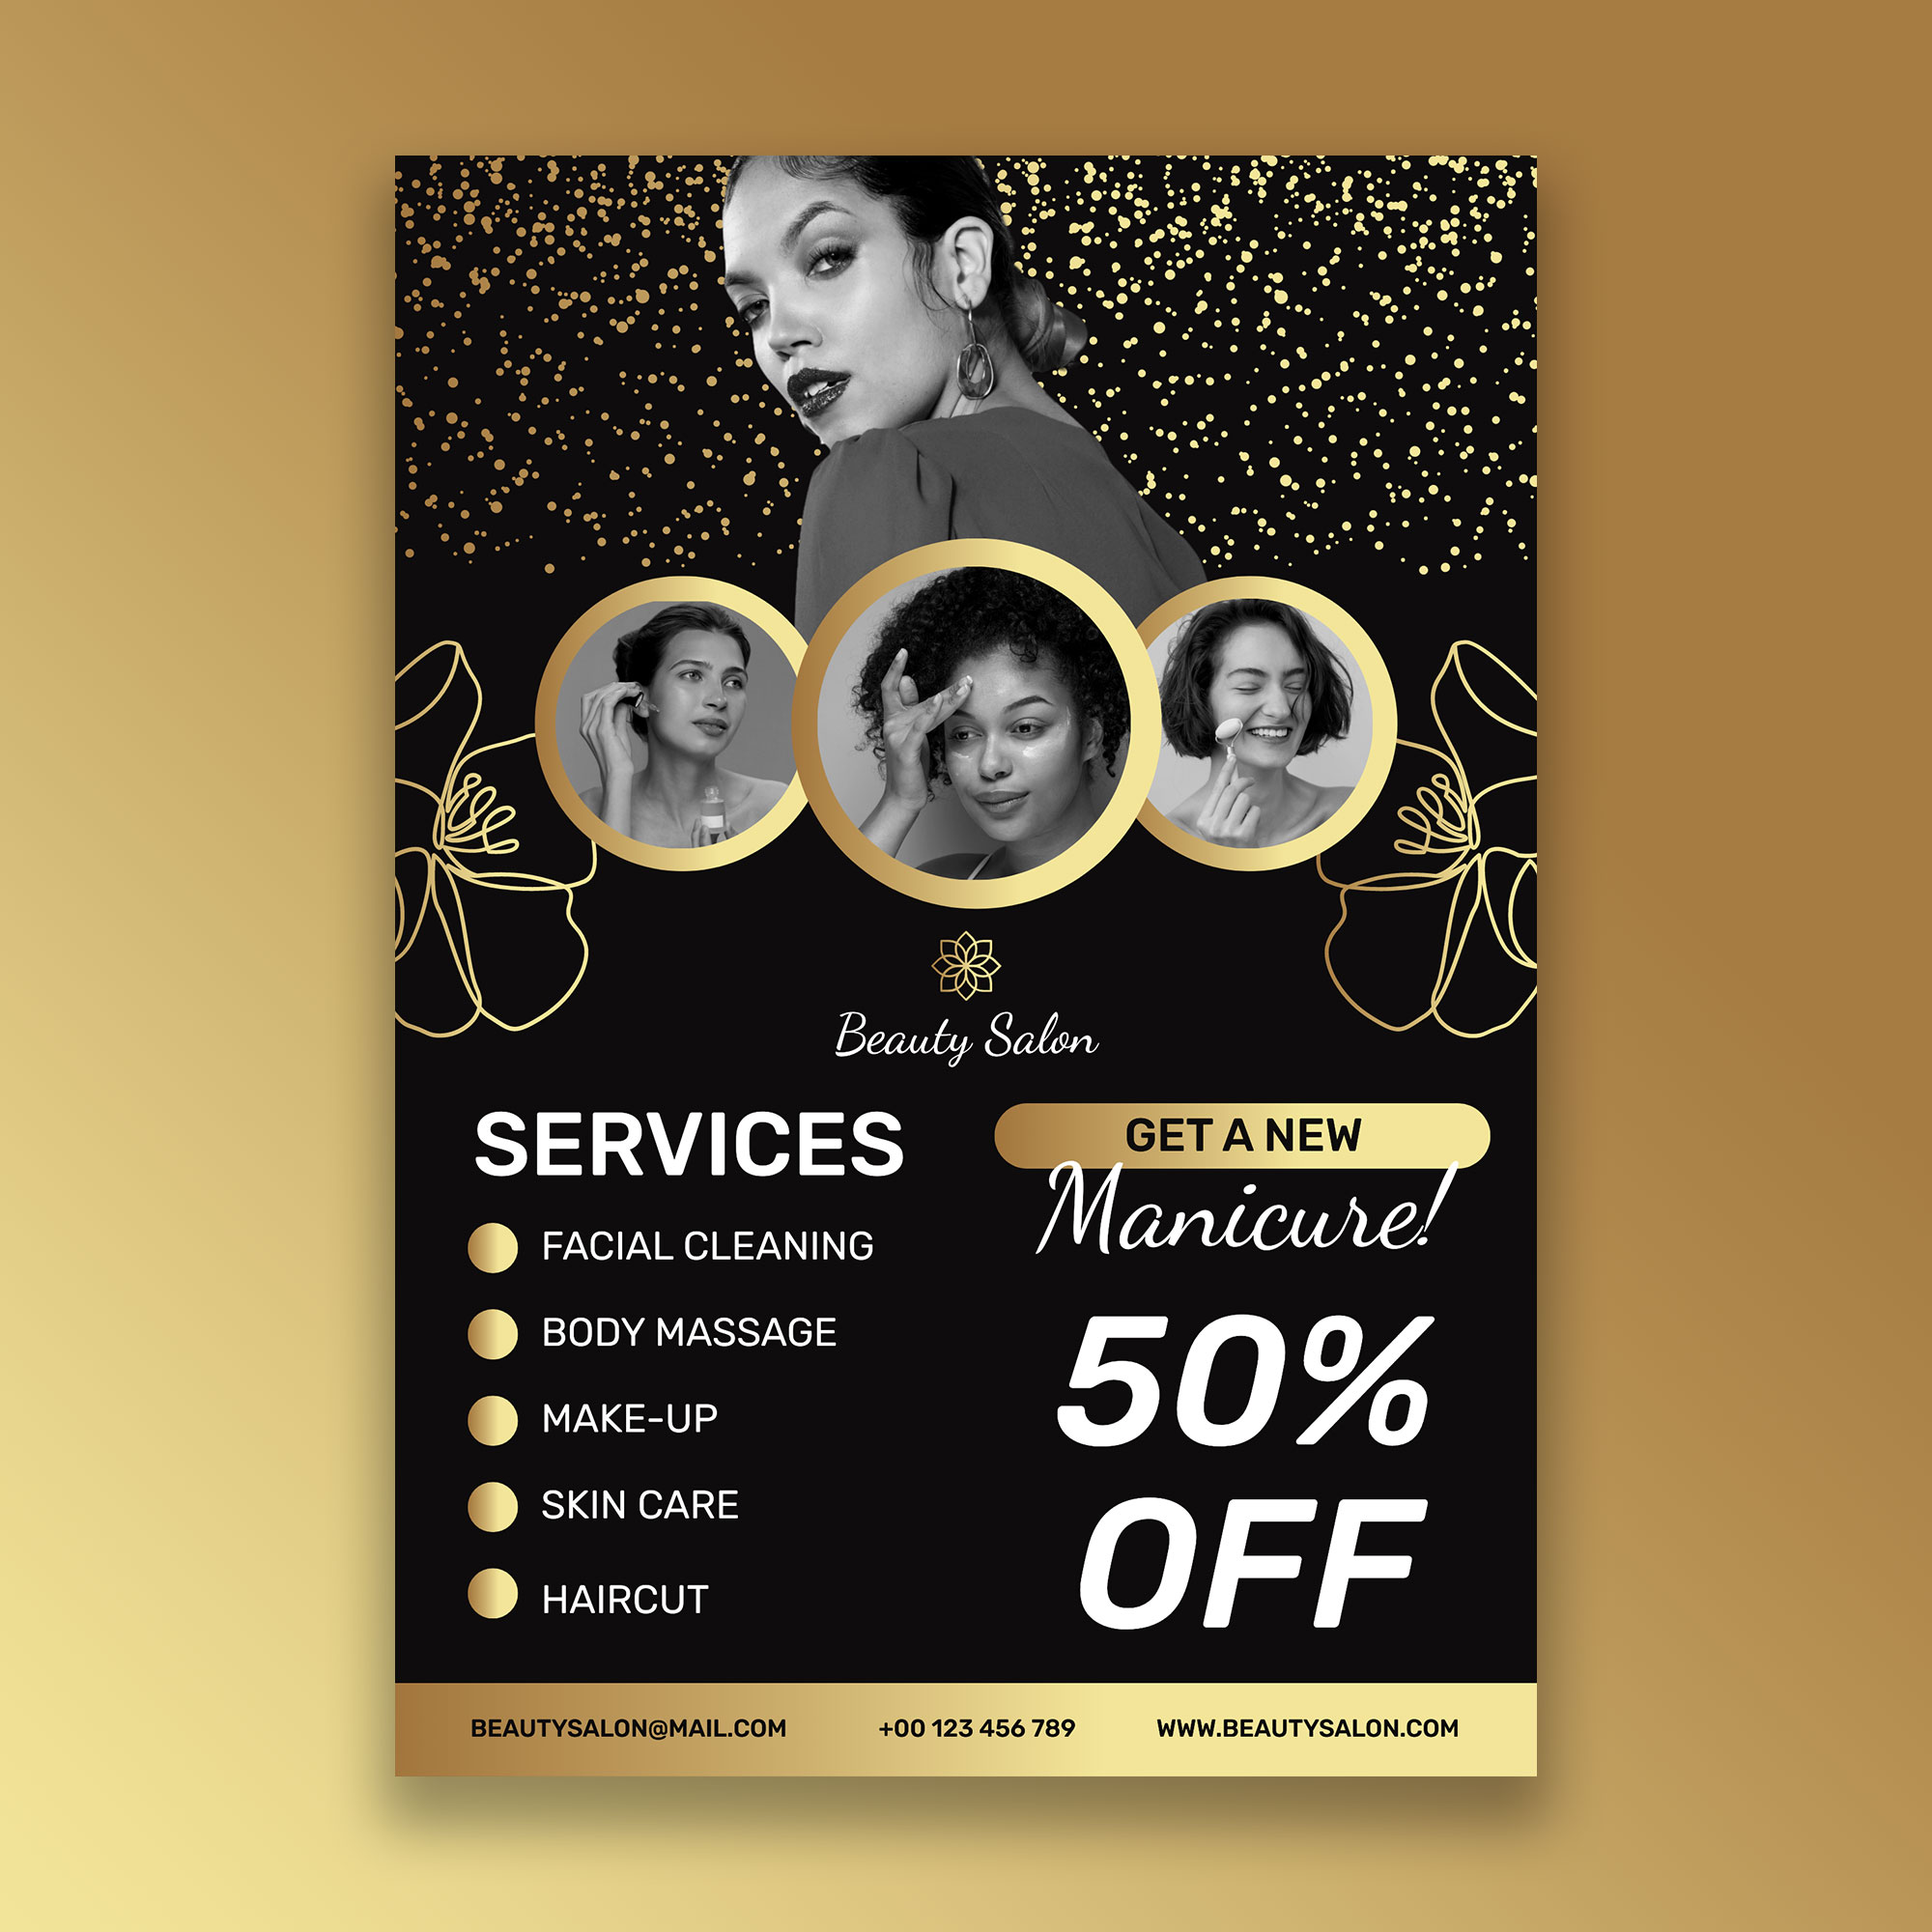 Beauty Salon
SERVICES
FACIAL CLEANING
BODY MASSAGE
MAKE-UP
SKIN CARE
HAIRCUT
GET A NEW
Manicure!
50%
OFF
BEAUTYSALON@MAIL.COM
+00 123 456 789
WWW.BEAUTYSALON.COM